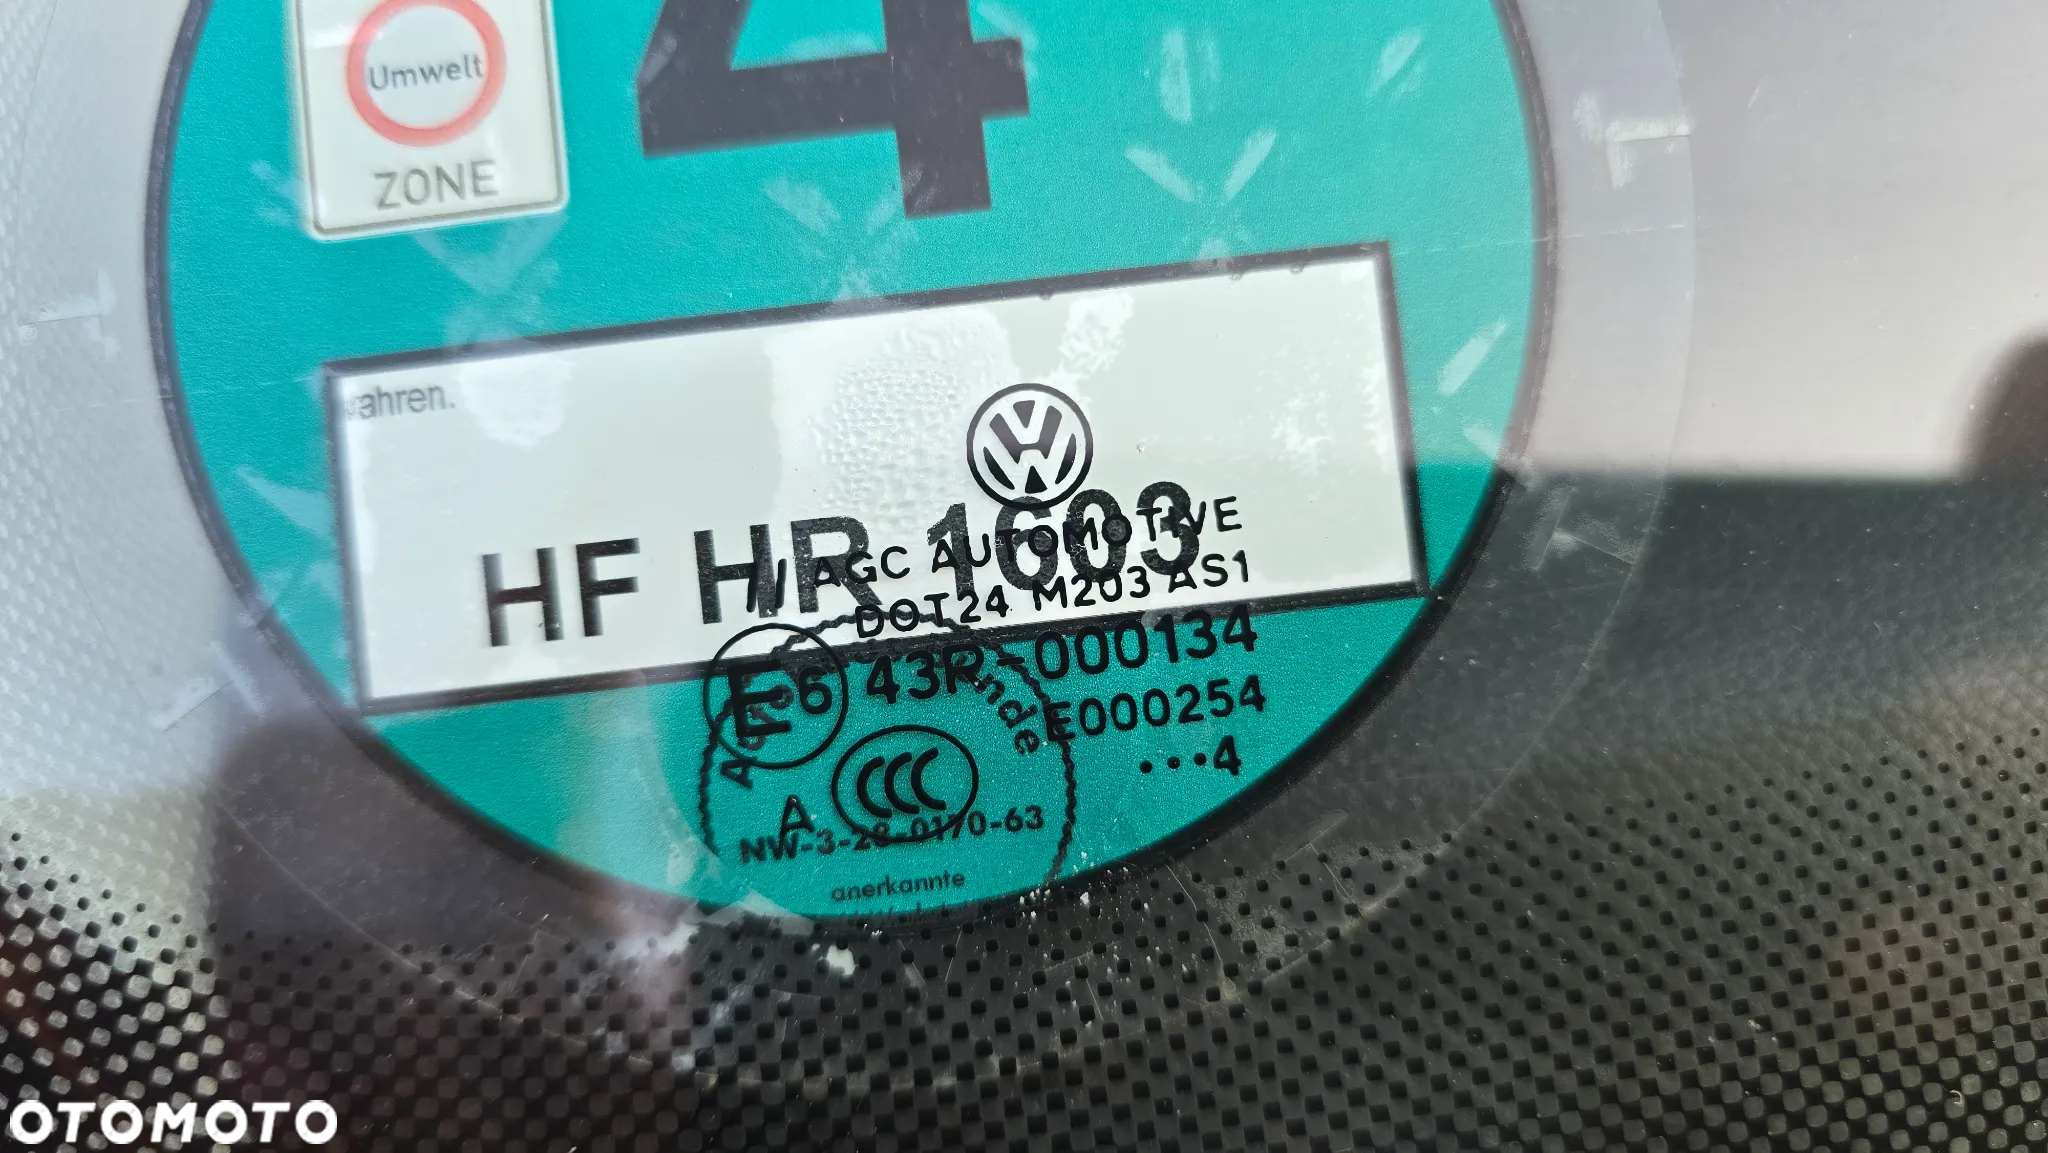 4
Umwelt
ZONE
ahren.
HF HR 1603
AGC AUTOMOTIVE
DOT24 M203 AS1
E6 43R-000134
E000254
...4
CCC
A
NW-3-28-0170-63
anerkannte
OTOMOTO